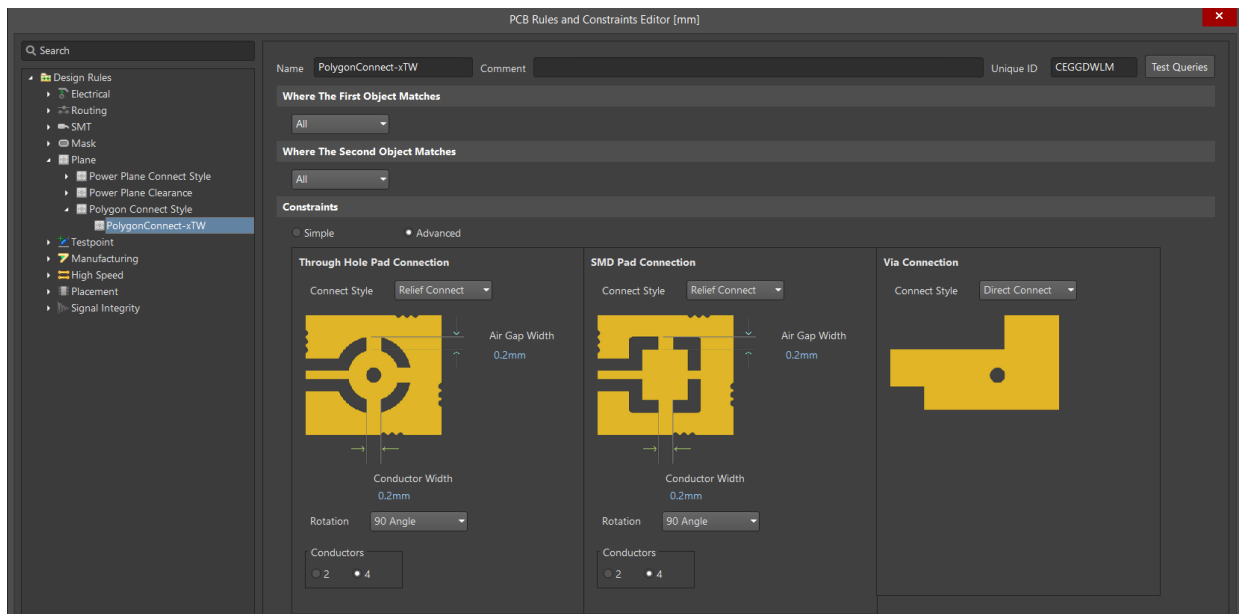 PCB Rules and Constraints Editor [mm]
Search
Design Rules
Electrical
Routing
SMT
Mask
Plane
Power Plane Connect Style
Power Plane Clearance
Polygon Connect Style
PolygonConnect-xTW
Testpoint
Manufacturing
High Speed
Placement
Signal Integrity
Name PolygonConnect-xTW Comment Unique ID CEGGDWLM Test Queries
Where The First Object Matches
All
Where The Second Object Matches
All
Constraints
Simple Advanced
Through Hole Pad Connection
Connect Style Relief Connect
Air Gap Width
0.2mm
Conductor Width
0.2mm
Rotation 90 Angle
Conductors
2 4
SMD Pad Connection
Connect Style Relief Connect
Air Gap Width
0.2mm
Conductor Width
0.2mm
Rotation 90 Angle
Conductors
2 4
Via Connection
Connect Style Direct Connect